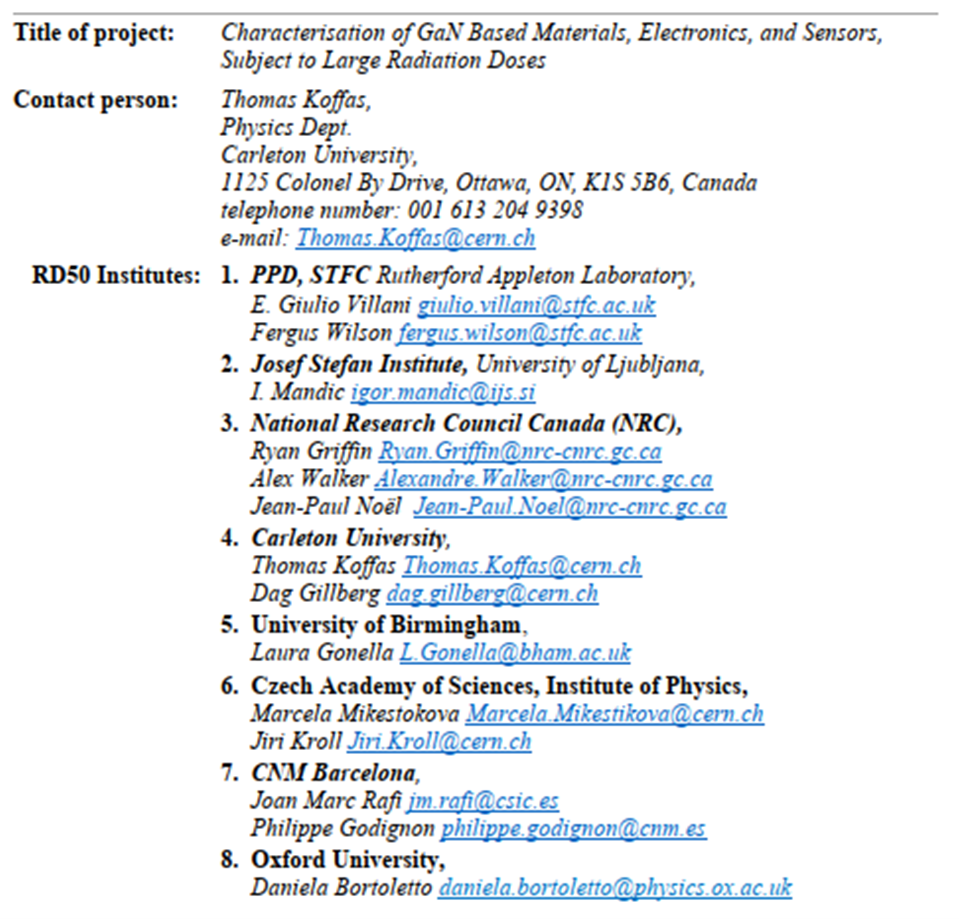 Title of project: Characterisation of GaN Based Materials, Electronics, and Sensors,
Subject to Large Radiation Doses
Contact person: Thomas Koffas,
Physics Dept.
Carleton University,
1125 Colonel By Drive, Ottawa, ON, K1S 5B6, Canada
telephone number: 001 613 204 9398
e-mail: Thomas.Koffas@cern.ch
RD50 Institutes: 1. PPD, STFC Rutherford Appleton Laboratory,
E. Giulio Villani giulio.villani@stfc.ac.uk
Fergus Wilson fergus.wilson@stfc.ac.uk
2. Josef Stefan Institute, University of Ljubljana,
I. Mandic igor.mandic@ijs.si
3. National Research Council Canada (NRC),
Ryan Griffin Ryan.Griffin@nrc-cnrc.gc.ca
Alex Walker Alexandre.Walker@nrc-cnrc.gc.ca
Jean-Paul Noël Jean-Paul.Noel@nrc-cnrc.gc.ca
4. Carleton University,
Thomas Koffas Thomas.Koffas@cern.ch
Dag Gillberg dag.gillberg@cern.ch
5. University of Birmingham,
Laura Gonella L.Gonella@bham.ac.uk
6. Czech Academy of Sciences, Institute of Physics,
Marcela Mikestokova Marcela.Mikestikova@cern.ch
Jiri Kroll Jiri.Kroll@cern.ch
7. CNM Barcelona,
Joan Marc Rafi jm.rafi@csic.es
Philippe Godignon philippe.godignon@cnm.es
8. Oxford University,
Daniela Bortoletto daniela.bortoletto@physics.ox.ac.uk